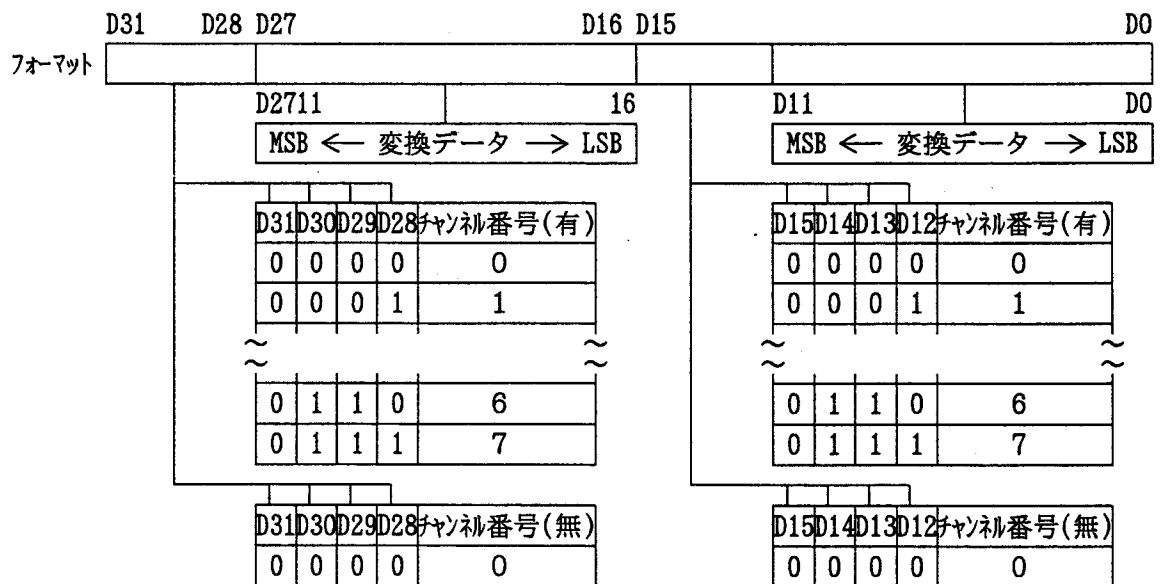 D31 D28 D27 D16 D15 D0
フォーマット
D2711 16 D11 D0
MSB ← 変換データ → LSB MSB ← 変換データ → LSB
D31 D30 D29 D28 チャンネル番号(有) D15 D14 D13 D12 チャンネル番号(有)
0 0 0 0 0 0 0 0 0 0
0 0 0 1 1 0 0 0 1 1
~ ~ ~ ~
~ ~ ~ ~
0 1 1 0 6 0 1 1 0 6
0 1 1 1 7 0 1 1 1 7
D31 D30 D29 D28 チャンネル番号(無) D15 D14 D13 D12 チャンネル番号(無)
0 0 0 0 0 0 0 0 0 0